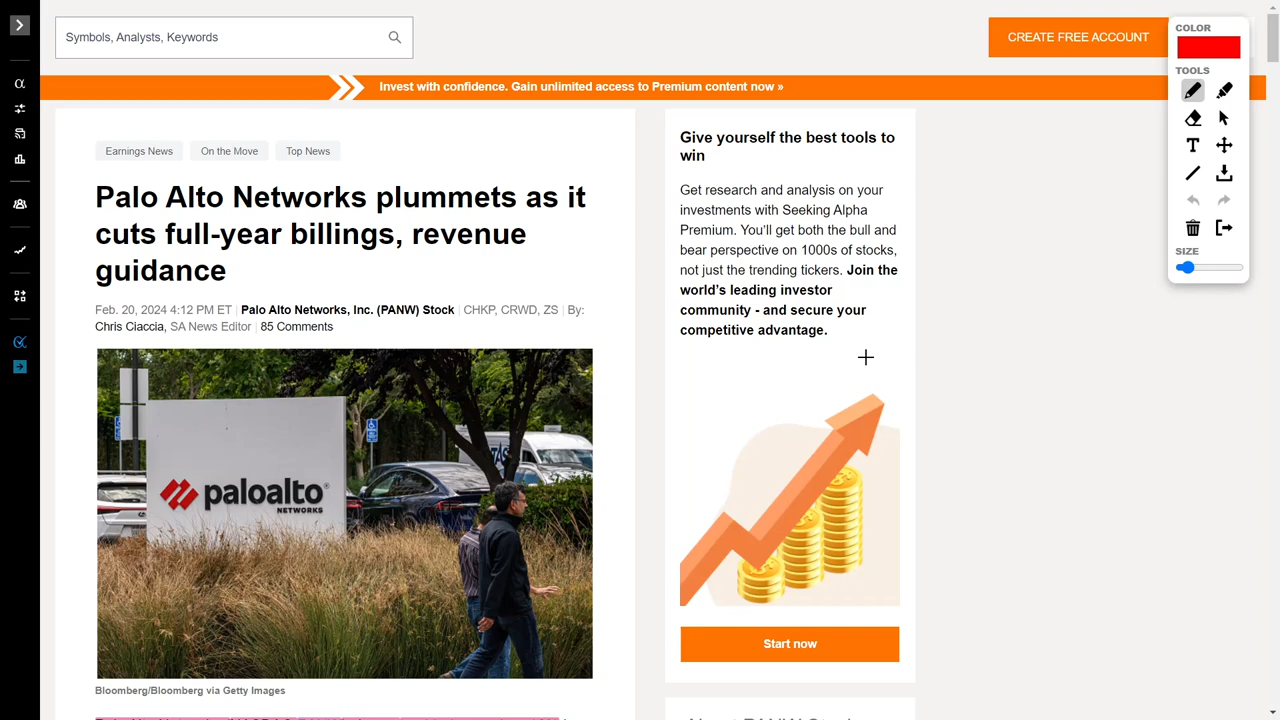 Symbols, Analysts, Keywords
CREATE FREE ACCOUNT
Invest with confidence. Gain unlimited access to Premium content now »
Earnings News
On the Move
Top News
Palo Alto Networks plummets as it
cuts full-year billings, revenue
guidance
Feb. 20, 2024 4:12 PM ET | Palo Alto Networks, Inc. (PANW) Stock | CHKP, CRWD, ZS | By:
Chris Ciaccia, SA News Editor | 85 Comments
paloalto
NETWORKS
Bloomberg/Bloomberg via Getty Images
Give yourself the best tools to
win
Get research and analysis on your
investments with Seeking Alpha
Premium. You'll get both the bull and
bear perspective on 1000s of stocks,
not just the trending tickers. Join the
world's leading investor
community - and secure your
competitive advantage.
Start now
COLOR
TOOLS
T
SIZE